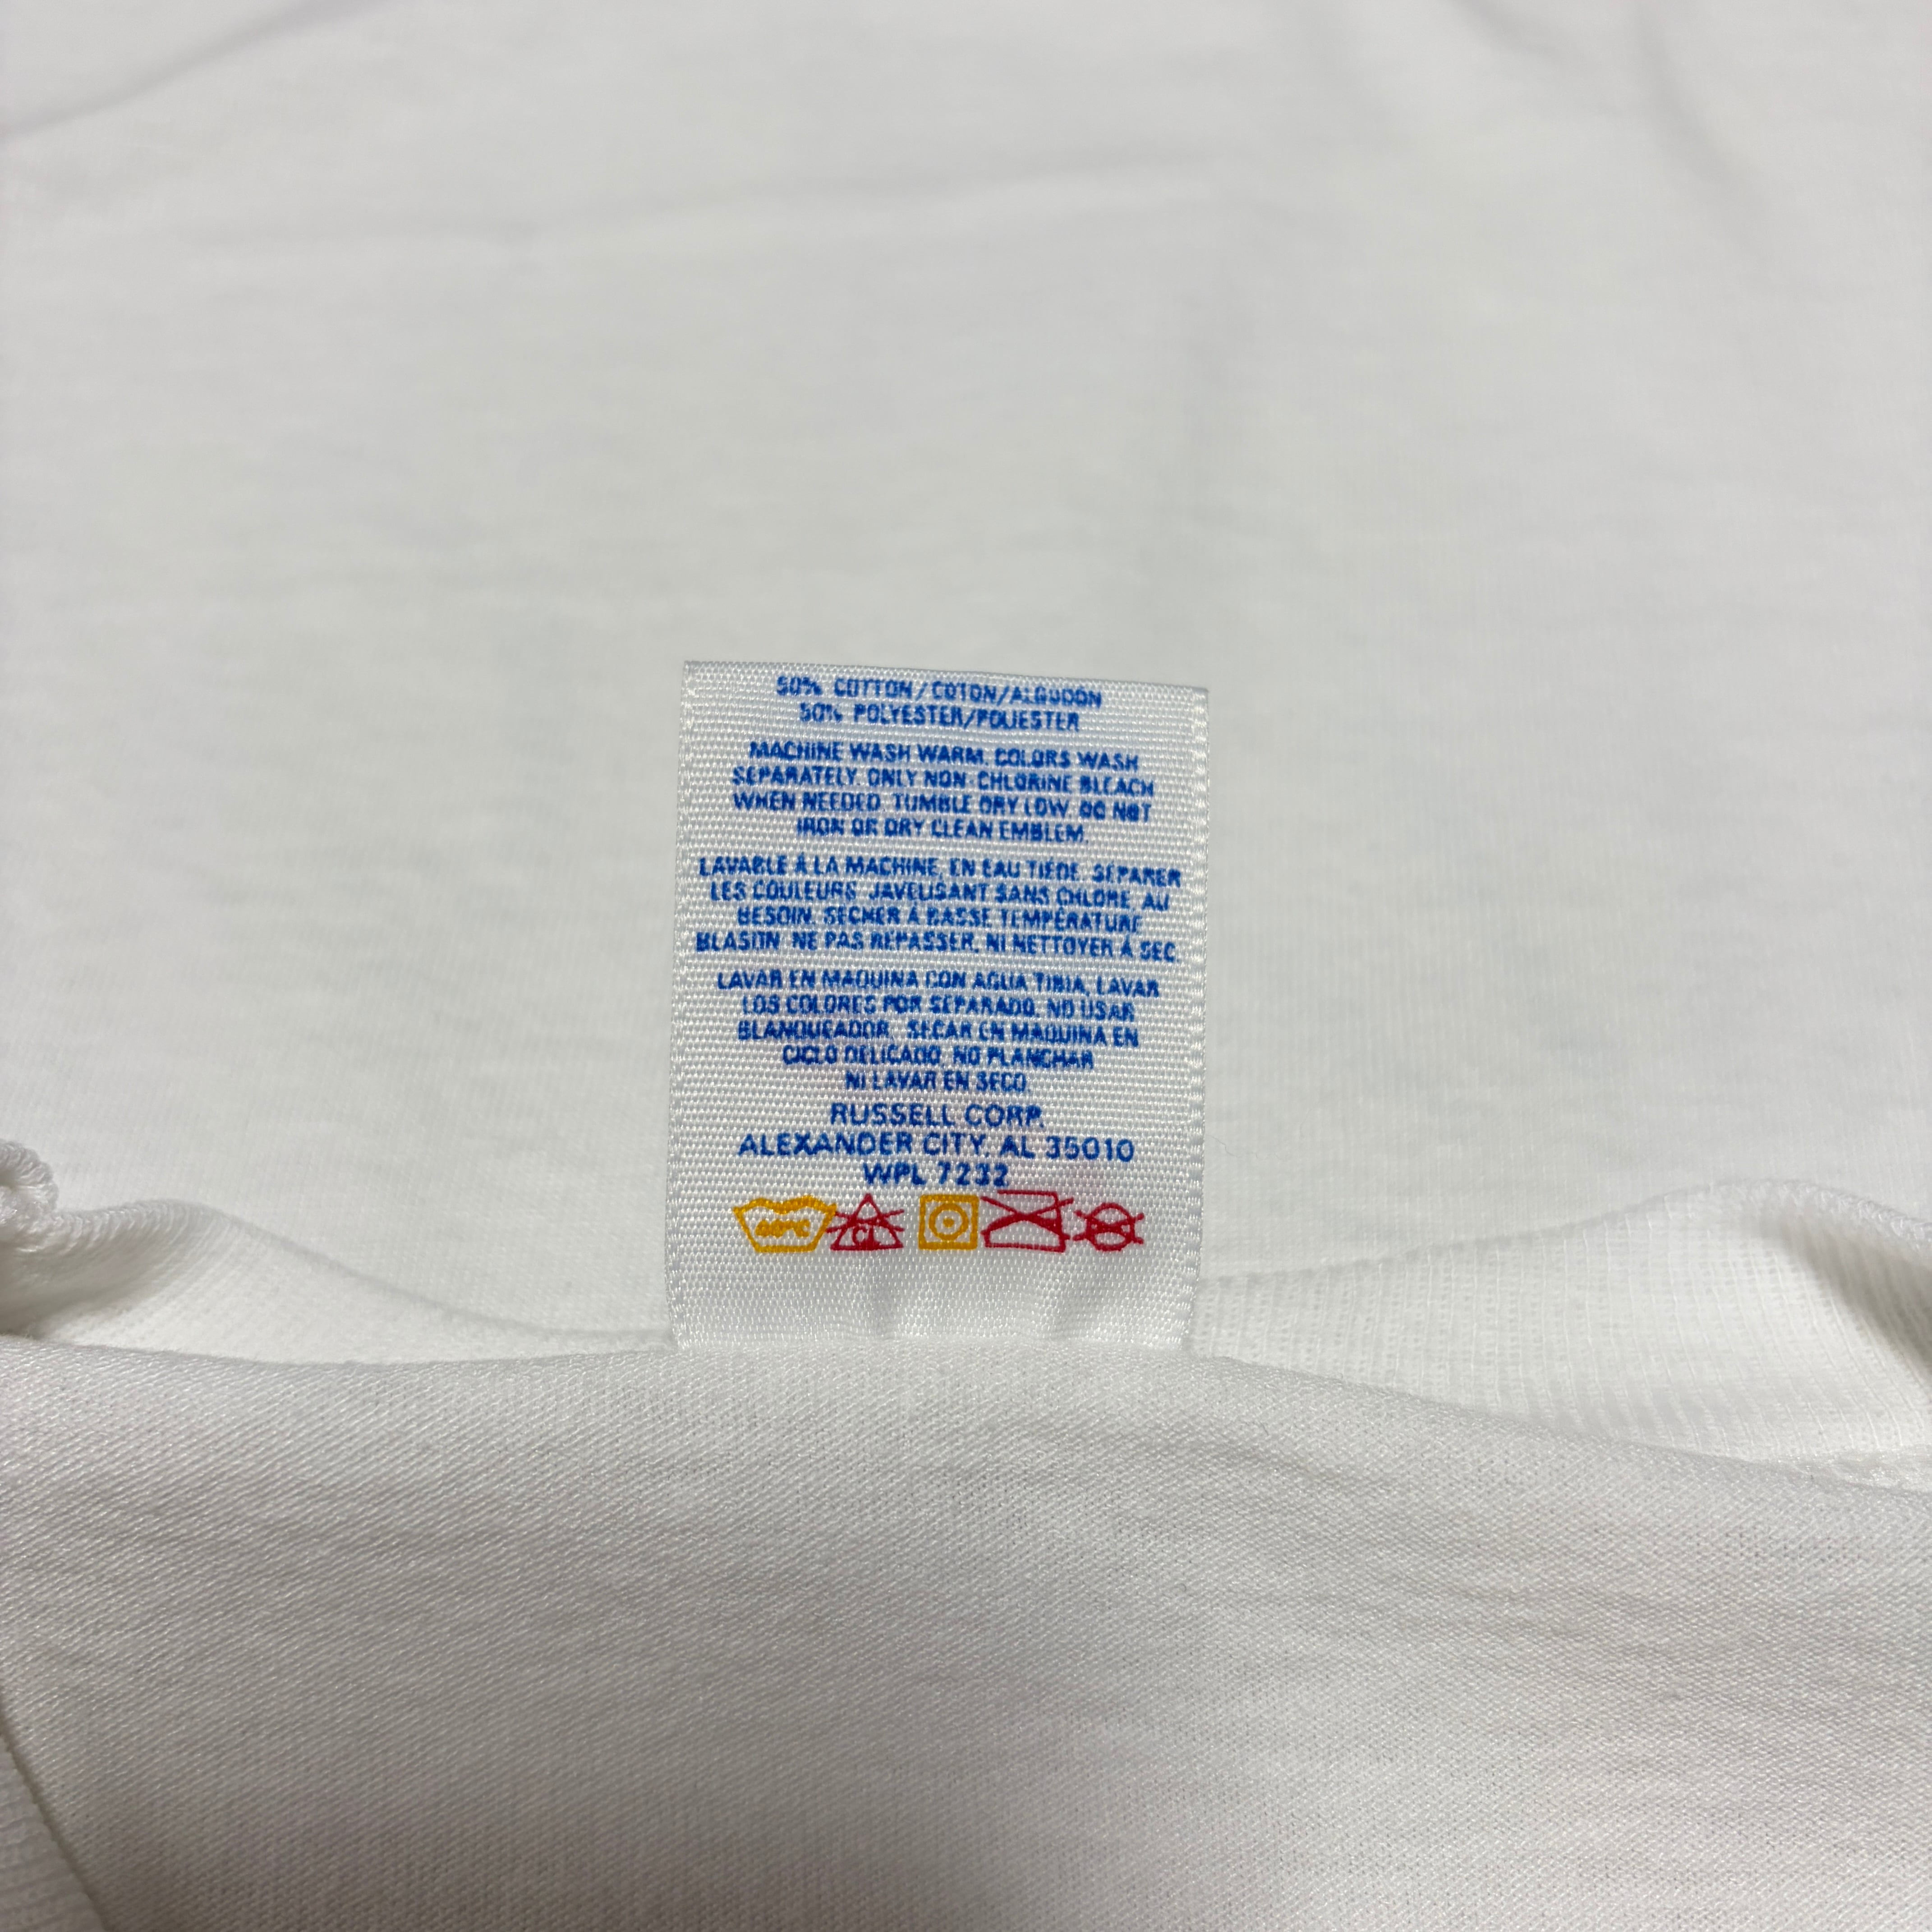 50% COTTON/COTON/ALGODON
50% POLYESTER/POLIESTER
MACHINE WASH WARM. COLORS WASH
SEPARATELY. ONLY NON-CHLORINE BLEACH
WHEN NEEDED. TUMBLE DRY LOW. DO NOT
IRON OR DRY CLEAN EMBLEM.
LAVABLE À LA MACHINE, EN EAU TIÈDE. SÉPARER
LES COULEURS. JAVELISANT SANS CHLORE, AU
BESOIN. SÉCHER À BASSE TEMPÉRATURE
BLASON: NE PAS REPASSER, NI NETTOYER À SEC
LAVAR EN MAQUINA CON AGUA TIBIA, LAVAR
LOS COLORES POR SEPARADO. NO USAR
BLANQUEADOR. SECAR EN MAQUINA EN
CICLO DELICADO. NO PLANCHAR
NI LAVAR EN SECO
RUSSELL CORP.
ALEXANDER CITY, AL 35010
WPL 7232
CL